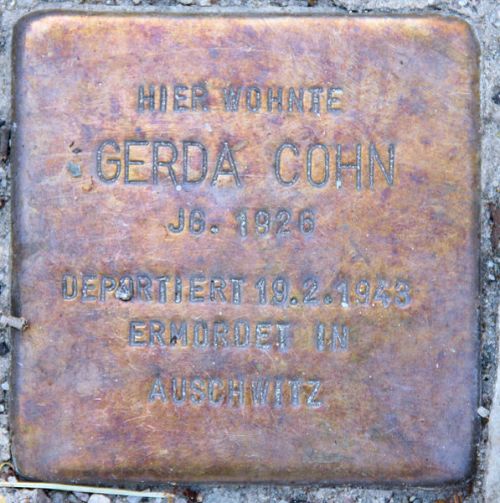 HIER WOHNTE
GERDA COHN
JG. 1926
DEPORTIERT 19.2.1943
ERMORDET IN
AUSCHWITZ